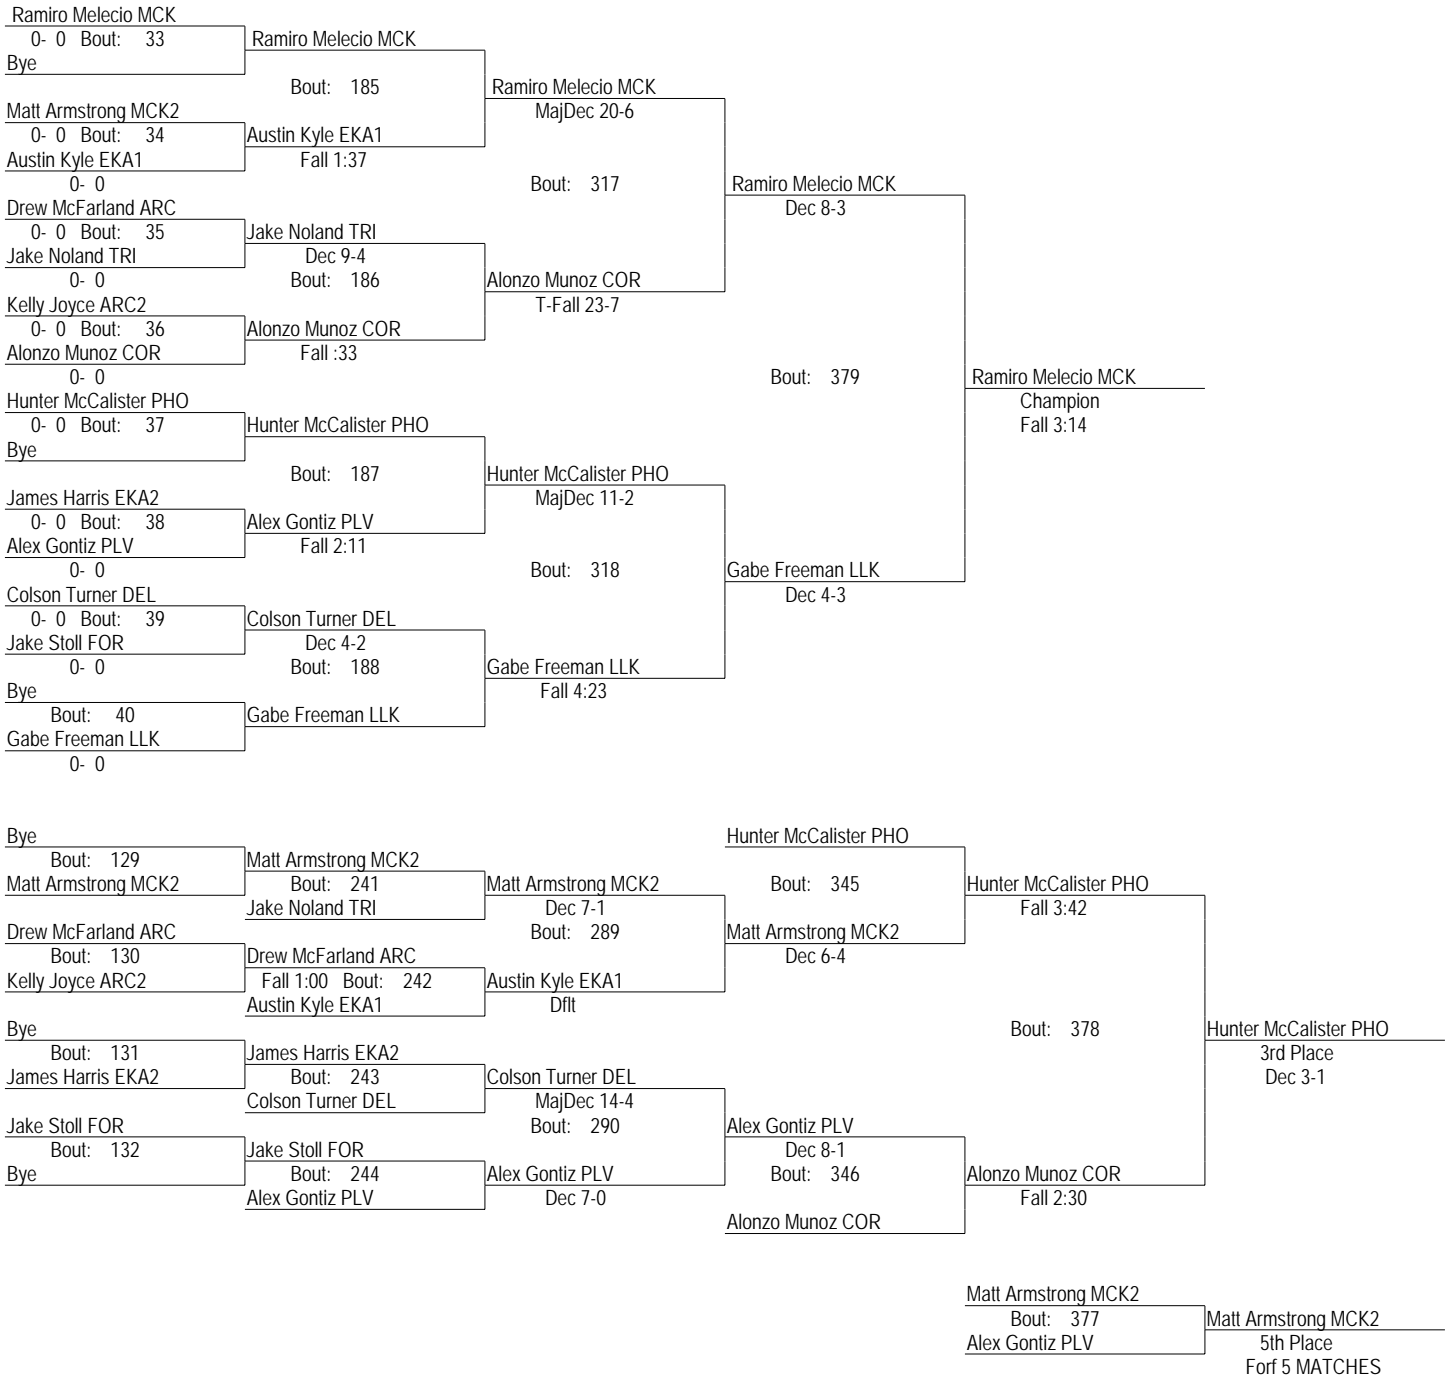 Ramiro Melecio MCK
0- 0 Bout: 33
Ramiro Melecio MCK
Bye
Bout: 185
Ramiro Melecio MCK
Matt Armstrong MCK2
MajDec 20-6
0- 0 Bout: 34
Austin Kyle EKA1
Austin Kyle EKA1
Fall 1:37
0- 0
Bout: 317
Ramiro Melecio MCK
Drew McFarland ARC
Dec 8-3
0- 0 Bout: 35
Jake Noland TRI
Jake Noland TRI
Dec 9-4
0- 0
Bout: 186
Alonzo Munoz COR
Kelly Joyce ARC2
T-Fall 23-7
0- 0 Bout: 36
Alonzo Munoz COR
Alonzo Munoz COR
Fall :33
0- 0
Bout: 379
Ramiro Melecio MCK
Hunter McCalister PHO
Champion
0- 0 Bout: 37
Hunter McCalister PHO
Fall 3:14
Bye
Bout: 187
Hunter McCalister PHO
James Harris EKA2
MajDec 11-2
0- 0 Bout: 38
Alex Gontiz PLV
Alex Gontiz PLV
Fall 2:11
0- 0
Bout: 318
Gabe Freeman LLK
Colson Turner DEL
Dec 4-3
0- 0 Bout: 39
Colson Turner DEL
Jake Stoll FOR
Dec 4-2
0- 0
Bout: 188
Gabe Freeman LLK
Bye
Fall 4:23
Bout: 40
Gabe Freeman LLK
Gabe Freeman LLK
0- 0
Bye
Hunter McCalister PHO
Bout: 129
Matt Armstrong MCK2
Matt Armstrong MCK2
Bout: 241
Matt Armstrong MCK2
Bout: 345
Hunter McCalister PHO
Jake Noland TRI
Dec 7-1
Fall 3:42
Drew McFarland ARC
Bout: 289
Matt Armstrong MCK2
Bout: 130
Drew McFarland ARC
Dec 6-4
Kelly Joyce ARC2
Fall 1:00 Bout: 242
Austin Kyle EKA1
Austin Kyle EKA1
Dflt
Bye
Bout: 378
Hunter McCalister PHO
Bout: 131
James Harris EKA2
3rd Place
James Harris EKA2
Bout: 243
Colson Turner DEL
Dec 3-1
Colson Turner DEL
MajDec 14-4
Jake Stoll FOR
Bout: 290
Alex Gontiz PLV
Bout: 132
Jake Stoll FOR
Dec 8-1
Bye
Bout: 244
Alex Gontiz PLV
Bout: 346
Alonzo Munoz COR
Alex Gontiz PLV
Dec 7-0
Fall 2:30
Alonzo Munoz COR
Matt Armstrong MCK2
Bout: 377
Matt Armstrong MCK2
Alex Gontiz PLV
5th Place
Forf 5 MATCHES